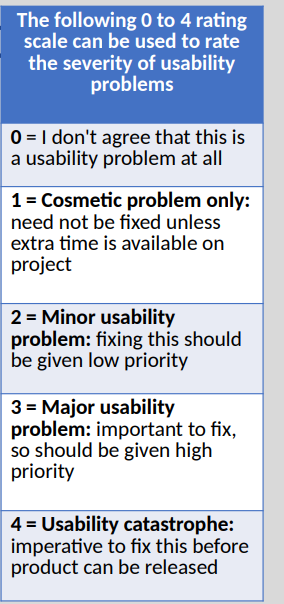 The following 0 to 4 rating
scale can be used to rate
the severity of usability
problems
0 = I don't agree that this is
a usability problem at all
1 = Cosmetic problem only:
need not be fixed unless
extra time is available on
project
2 = Minor usability
problem: fixing this should
be given low priority
3 = Major usability
problem: important to fix,
so should be given high
priority
4 = Usability catastrophe:
imperative to fix this before
product can be released